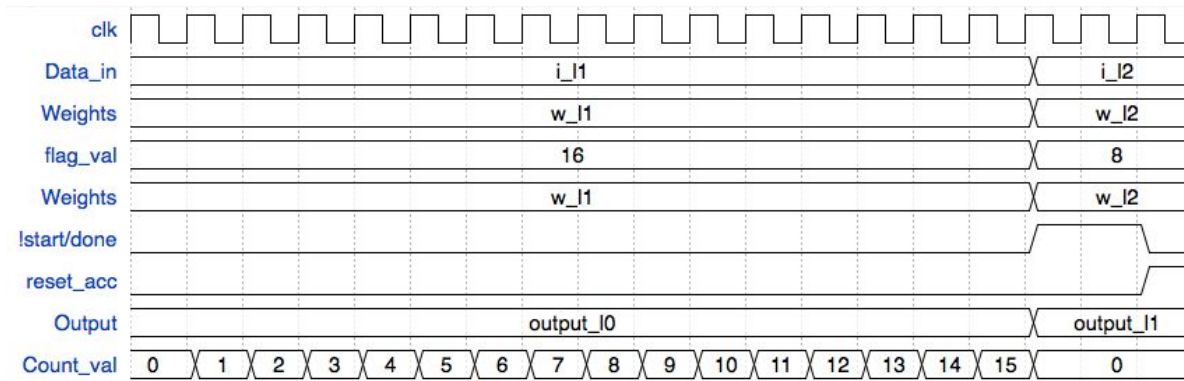 clk
Data_in i_l1 i_l2
Weights w_l1 w_l2
flag_val 16 8
Weights w_l1 w_l2
!start/done
reset_acc
Output output_l0 output_l1
Count_val 0 1 2 3 4 5 6 7 8 9 10 11 12 13 14 15 0